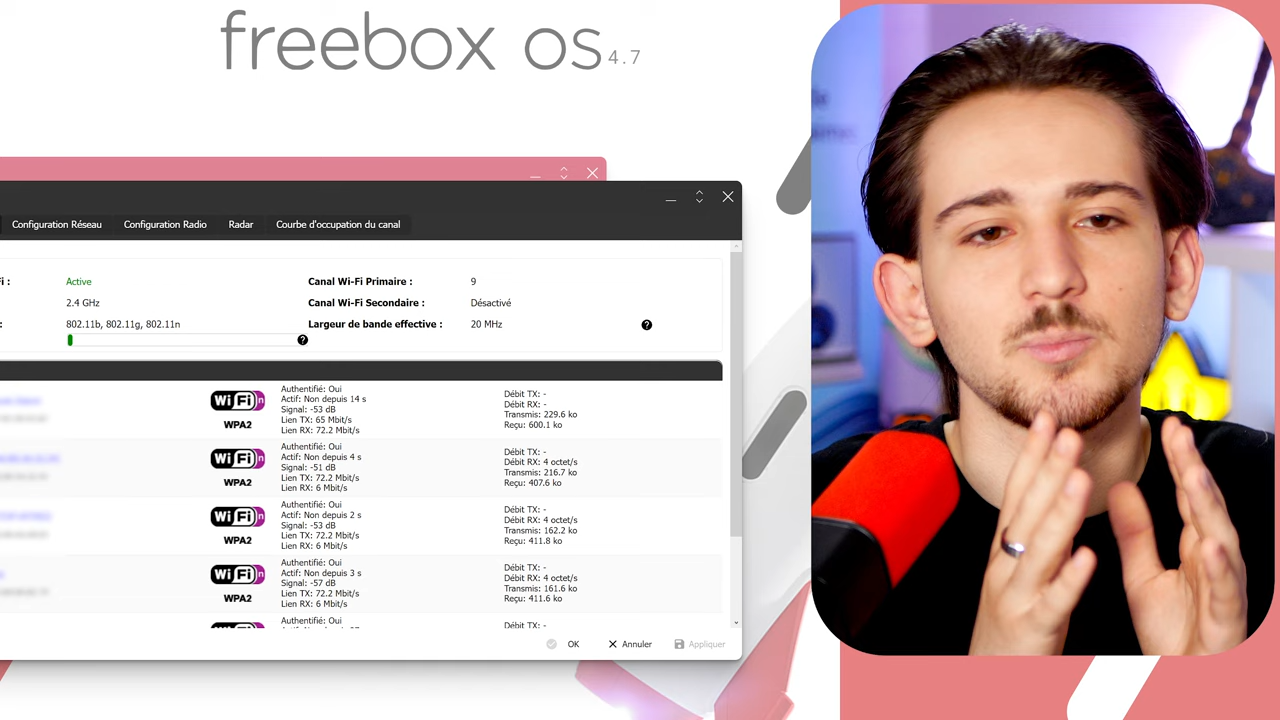 freebox os 4.7
Configuration Réseau Configuration Radio Radar Courbe d'occupation du canal
Fi : Active Canal Wi-Fi Primaire : 9
2.4 GHz Canal Wi-Fi Secondaire : Désactivé
: 802.11b, 802.11g, 802.11n Largeur de bande effective : 20 MHz ?
?
Authentifié: Oui
Actif: Non depuis 14 s
Signal: -53 dB
Lien TX: 65 Mbit/s
Lien RX: 72.2 Mbit/s
Wi Fi n
WPA2
Débit TX: -
Débit RX: -
Transmis: 229.6 ko
Reçu: 600.1 ko
Authentifié: Oui
Actif: Non depuis 4 s
Signal: -51 dB
Lien TX: 72.2 Mbit/s
Lien RX: 6 Mbit/s
Wi Fi n
WPA2
Débit TX: -
Débit RX: 4 octet/s
Transmis: 216.7 ko
Reçu: 407.6 ko
Authentifié: Oui
Actif: Non depuis 2 s
Signal: -53 dB
Lien TX: 72.2 Mbit/s
Lien RX: 6 Mbit/s
Wi Fi n
WPA2
Débit TX: -
Débit RX: 4 octet/s
Transmis: 162.2 ko
Reçu: 411.8 ko
Authentifié: Oui
Actif: Non depuis 3 s
Signal: -57 dB
Lien TX: 72.2 Mbit/s
Lien RX: 6 Mbit/s
Wi Fi n
WPA2
Débit TX: -
Débit RX: 4 octet/s
Transmis: 161.6 ko
Reçu: 411.6 ko
Authentifié: Oui
Débit TX: -
OK Annuler Appliquer